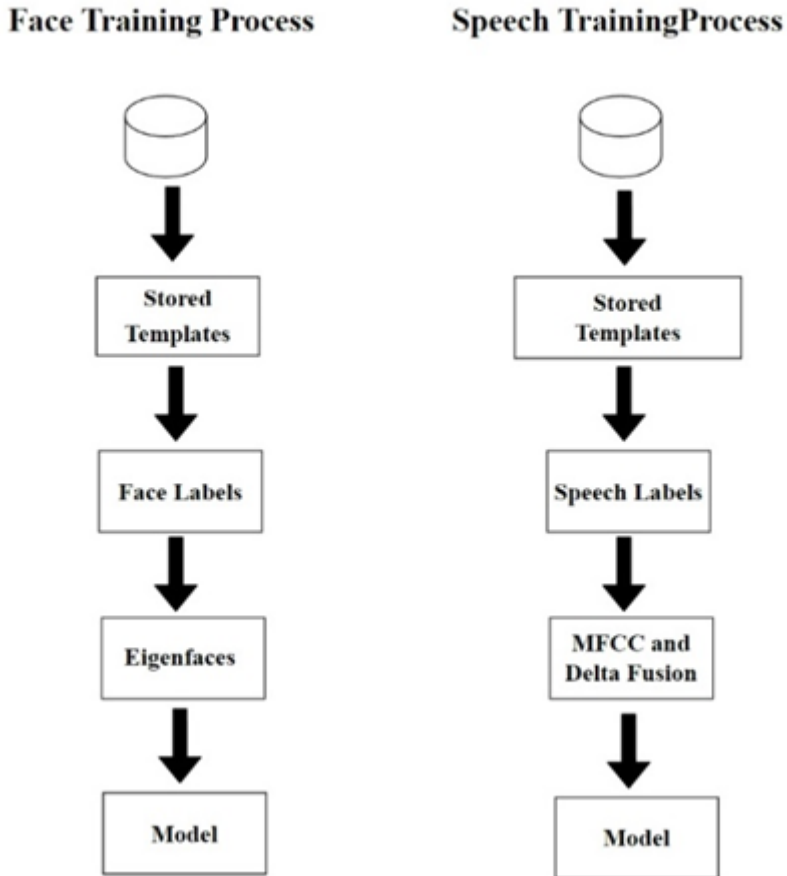 Face Training Process
Stored
Templates
Face Labels
Eigenfaces
Model
Speech TrainingProcess
Stored
Templates
Speech Labels
MFCC and
Delta Fusion
Model